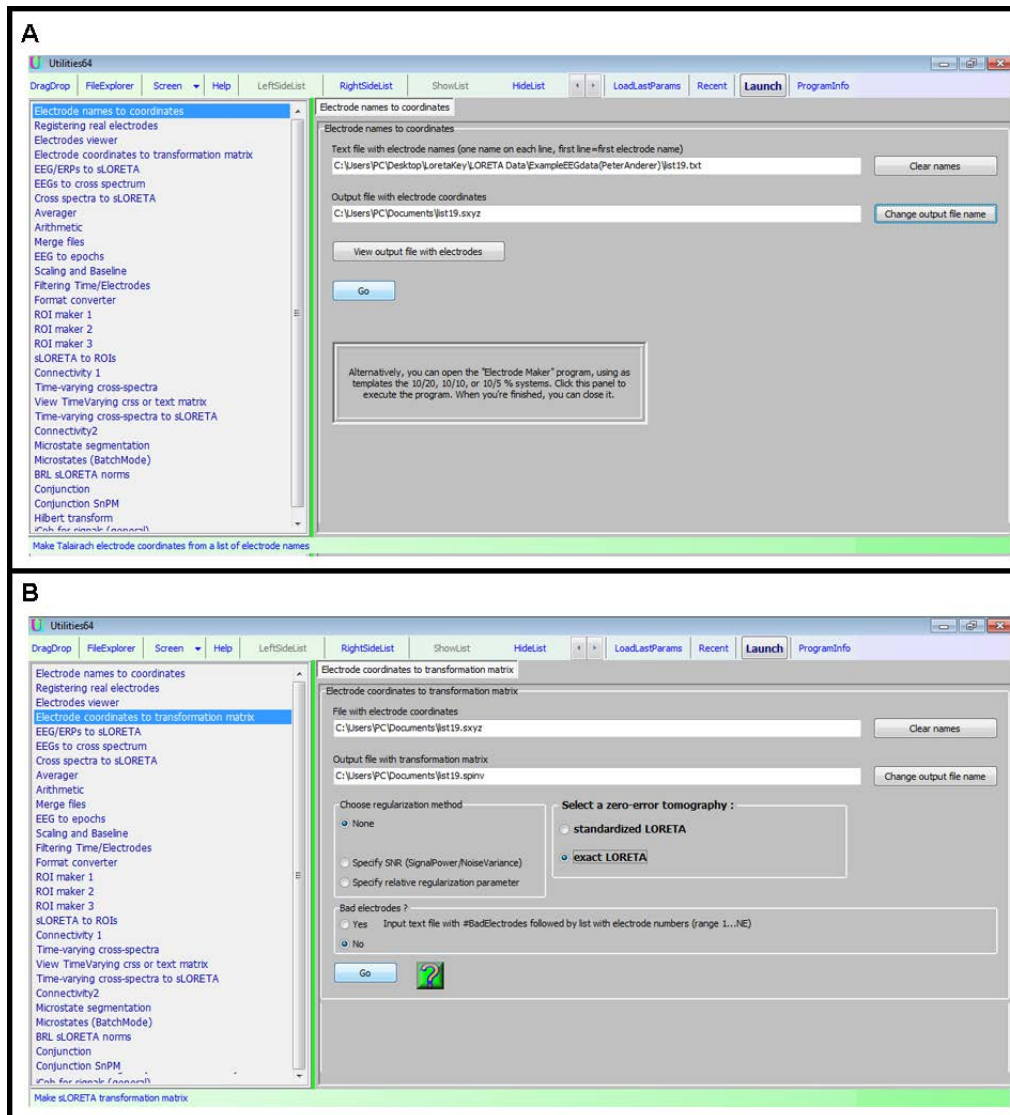 A
Utilities64
DragDrop FileExplorer Screen Help LeftSideList RightSideList ShowList HideList LoadLastParams Recent Launch ProgramInfo
Electrode names to coordinates
Registering real electrodes
Electrodes viewer
Electrode coordinates to transformation matrix
EEG/ERPs to sLORETA
EEGs to cross spectrum
Cross spectra to sLORETA
Averager
Arithmetic
Merge files
EEG to epochs
Scaling and Baseline
Filtering Time/Electrodes
Format converter
ROI maker 1
ROI maker 2
ROI maker 3
sLORETA to ROIs
Connectivity 1
Time-varying cross-spectra
View TimeVarying crss or text matrix
Time-varying cross-spectra to sLORETA
Connectivity2
Microstate segmentation
Microstates (BatchMode)
BRL sLORETA norms
Conjunction
Conjunction SnPM
Hilbert transform
iCoh for signals (general)
Electrode names to coordinates
Electrode names to coordinates
Text file with electrode names (one name on each line, first line=first electrode name)
C:\Users\PC\Desktop\LoretaKey\LORETA Data\ExampleEEGdata(PeterAnderer)\list19.txt
Clear names
Output file with electrode coordinates
C:\Users\PC\Documents\list19.sxyz
Change output file name
View output file with electrodes
Go
Alternatively, you can open the "Electrode Maker" program, using as
templates the 10/20, 10/10, or 10/5 % systems. Click this panel to
execute the program. When you're finished, you can close it.
Make Talairach electrode coordinates from a list of electrode names
B
Utilities64
DragDrop FileExplorer Screen Help LeftSideList RightSideList ShowList HideList LoadLastParams Recent Launch ProgramInfo
Electrode names to coordinates
Registering real electrodes
Electrodes viewer
Electrode coordinates to transformation matrix
EEG/ERPs to sLORETA
EEGs to cross spectrum
Cross spectra to sLORETA
Averager
Arithmetic
Merge files
EEG to epochs
Scaling and Baseline
Filtering Time/Electrodes
Format converter
ROI maker 1
ROI maker 2
ROI maker 3
sLORETA to ROIs
Connectivity 1
Time-varying cross-spectra
View TimeVarying crss or text matrix
Time-varying cross-spectra to sLORETA
Connectivity2
Microstate segmentation
Microstates (BatchMode)
BRL sLORETA norms
Conjunction
Conjunction SnPM
iCoh for signals (general)
Electrode coordinates to transformation matrix
Electrode coordinates to transformation matrix
File with electrode coordinates
C:\Users\PC\Documents\list19.sxyz
Clear names
Output file with transformation matrix
C:\Users\PC\Documents\list19.spinv
Change output file name
Choose regularization method
None
Specify SNR (SignalPower/NoiseVariance)
Specify relative regularization parameter
Select a zero-error tomography :
standardized LORETA
exact LORETA
Bad electrodes ?
Yes Input text file with #BadElectrodes followed by list with electrode numbers (range 1...NE)
No
Go
Make sLORETA transformation matrix